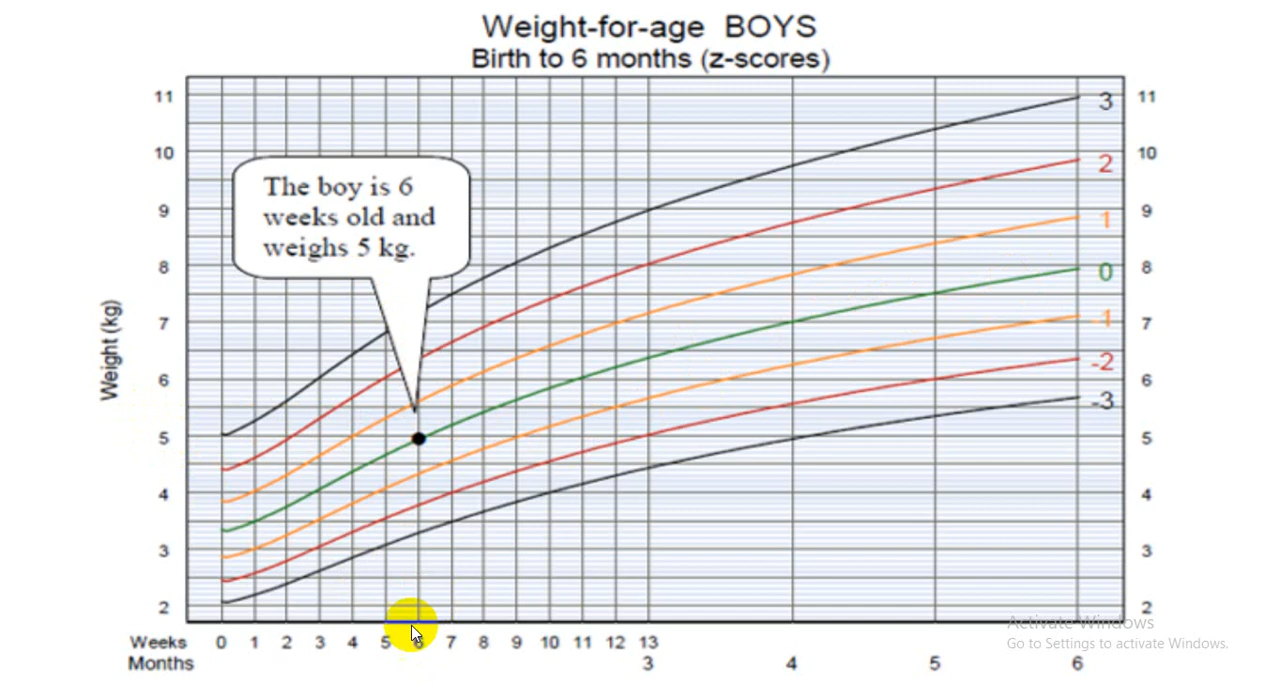 Weight-for-age BOYS
Birth to 6 months (z-scores)
11 3 11
10 2 10
The boy is 6
weeks old and
weighs 5 kg.
9 1 9
8 0 8
7 -1 7
6 -2 6
-3
5 5
4 4
3 3
2 2
Weight (kg)
Activate Windows
Go to Settings to activate Windows.
Weeks 0 1 2 3 4 5 6 7 8 9 10 11 12 13
Months 3 4 5 6